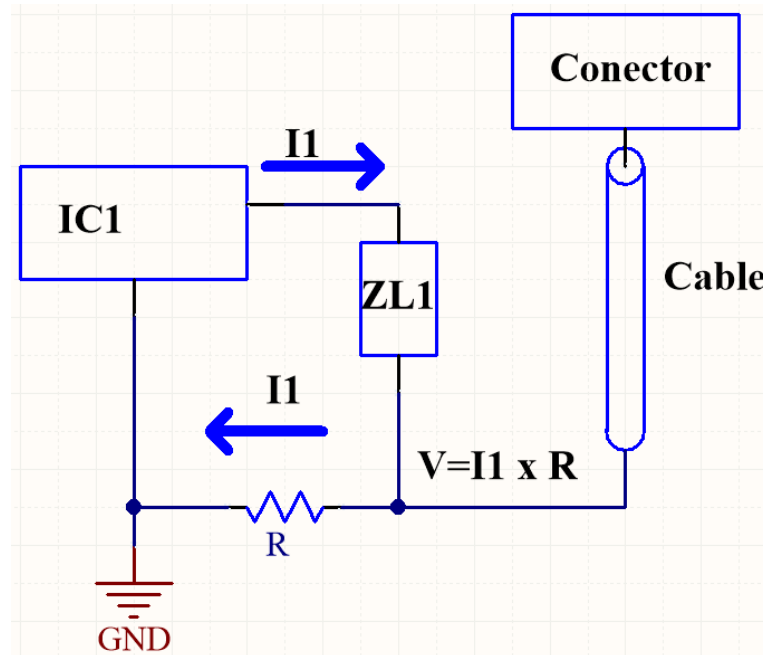 Conector
I1
IC1
ZL1
Cable
I1
V=I1 x R
R
GND